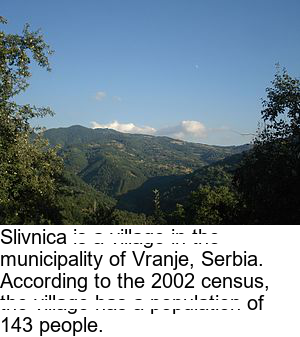 Slivnica is a village in the
municipality of Vranje, Serbia.
According to the 2002 census,
the village has a population of
143 people.